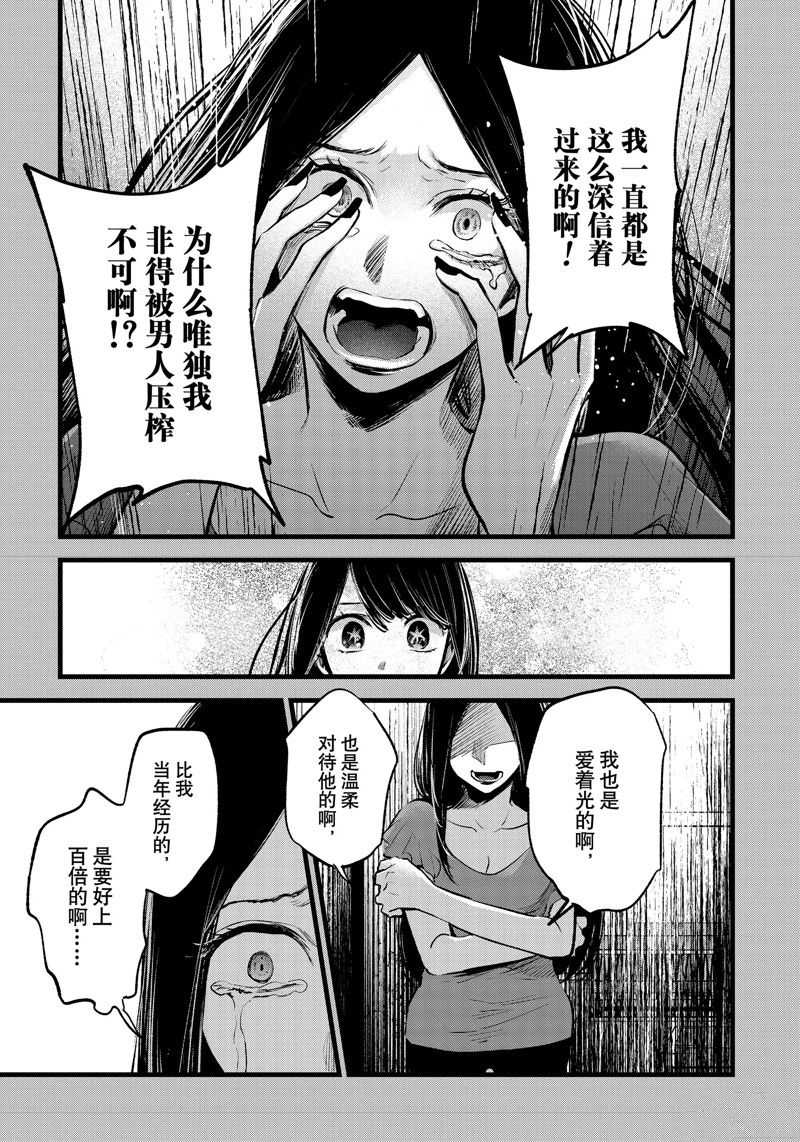 我一直都是
这么深信着
过来的啊！
为什么唯独我
非得被男人压榨
不可啊!?
我也是
爱着光的啊，
也是温柔
对待他的啊，
比我
当年经历的，
是要好上
百倍的啊……